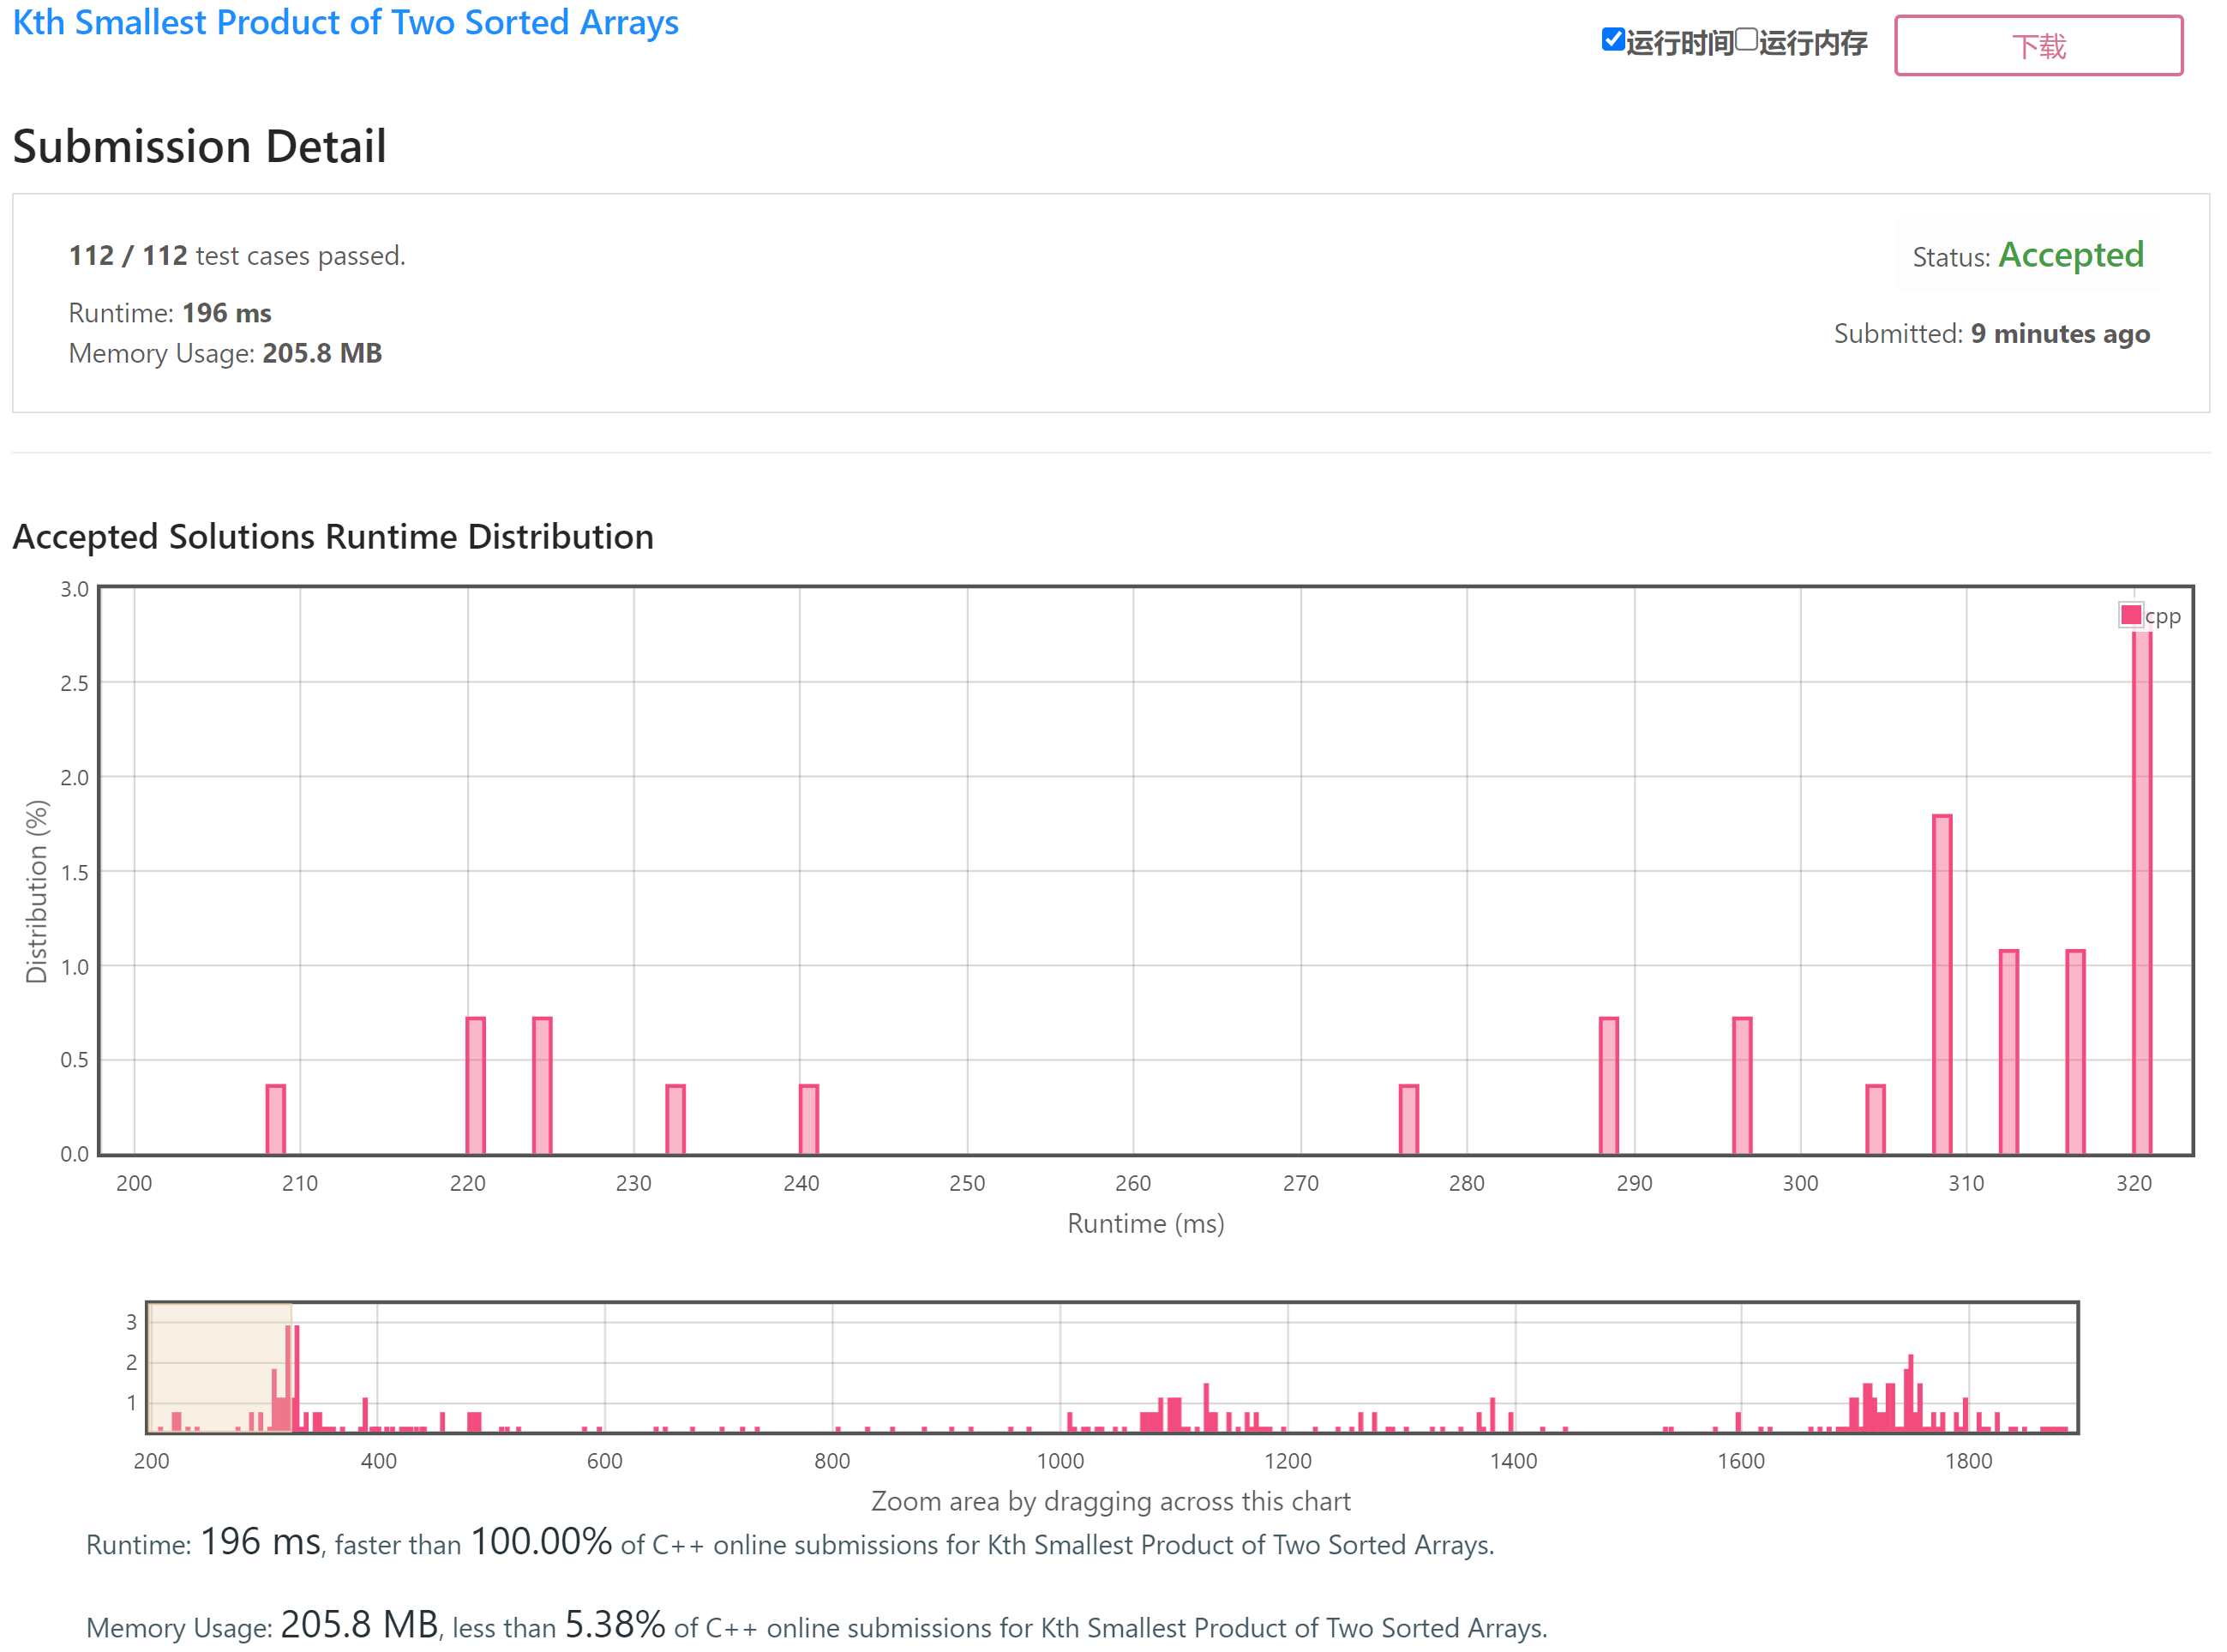 Kth Smallest Product of Two Sorted Arrays
运行时间 运行内存 下载
Submission Detail
112 / 112 test cases passed.
Status: Accepted
Runtime: 196 ms
Submitted: 9 minutes ago
Memory Usage: 205.8 MB
Accepted Solutions Runtime Distribution
cpp
3.0
2.5
2.0
1.5
1.0
0.5
0.0
Distribution (%)
200 210 220 230 240 250 260 270 280 290 300 310 320
Runtime (ms)
3
2
1
200 400 600 800 1000 1200 1400 1600 1800
Zoom area by dragging across this chart
Runtime: 196 ms, faster than 100.00% of C++ online submissions for Kth Smallest Product of Two Sorted Arrays.
Memory Usage: 205.8 MB, less than 5.38% of C++ online submissions for Kth Smallest Product of Two Sorted Arrays.